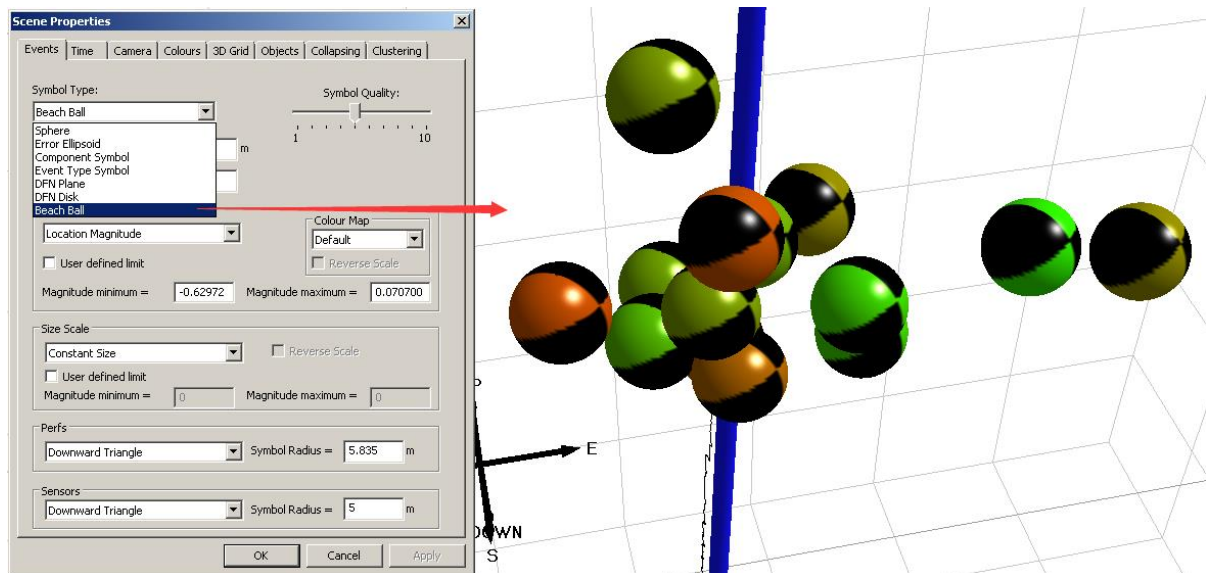 Scene Properties
Events Time Camera Colours 3D Grid Objects Collapsing Clustering
Symbol Type:
Symbol Quality:
Beach Ball
Sphere
1 10
Error Ellipsoid
m
Component Symbol
Event Type Symbol
DFN Plane
DFN Disk
Beach Ball
Colour Map
Location Magnitude
Default
User defined limit
Reverse Scale
Magnitude minimum = -0.62972 Magnitude maximum = 0.070700
Size Scale
Constant Size
Reverse Scale
User defined limit
Magnitude minimum = 0 Magnitude maximum = 0
Perfs
Downward Triangle Symbol Radius = 5.835 m
E
Sensors
Downward Triangle Symbol Radius = 5 m
DOWN
S
OK Cancel Apply